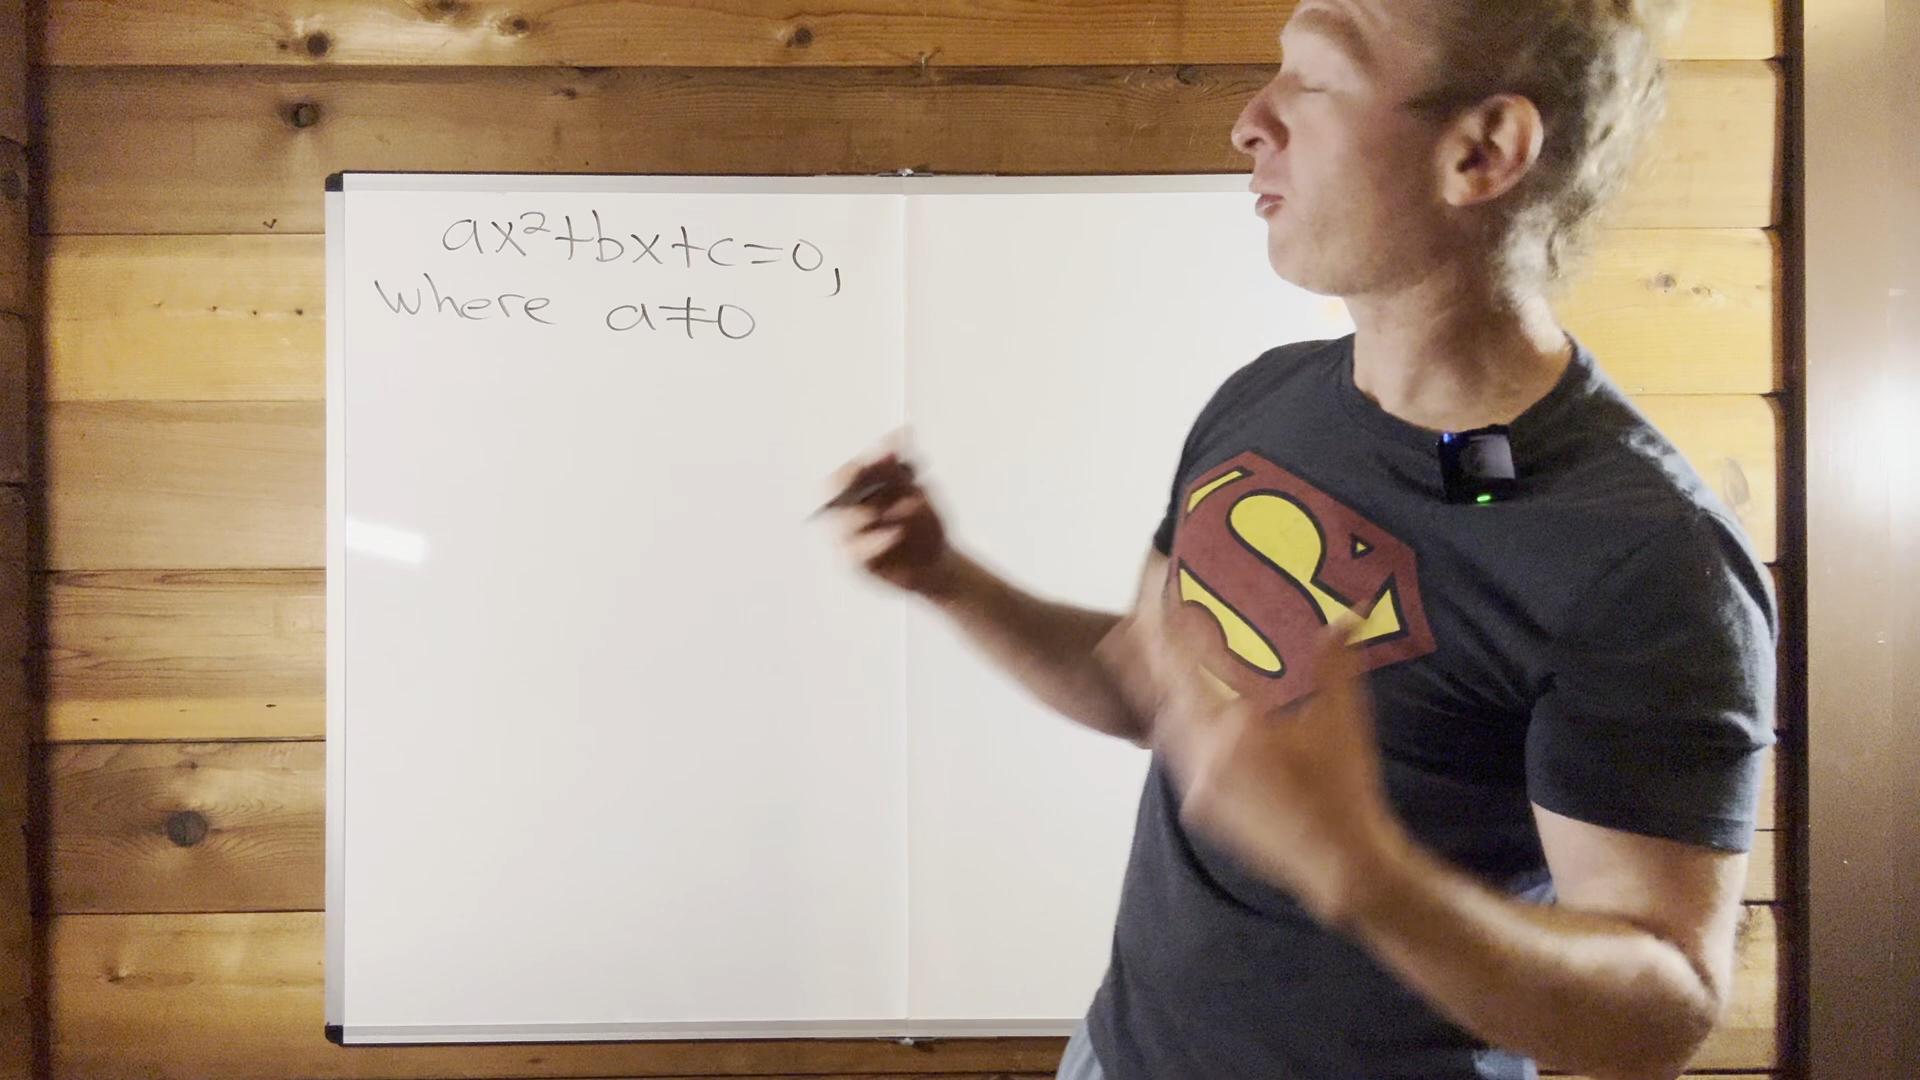 ax²+bx+c=0,
where a≠0
S